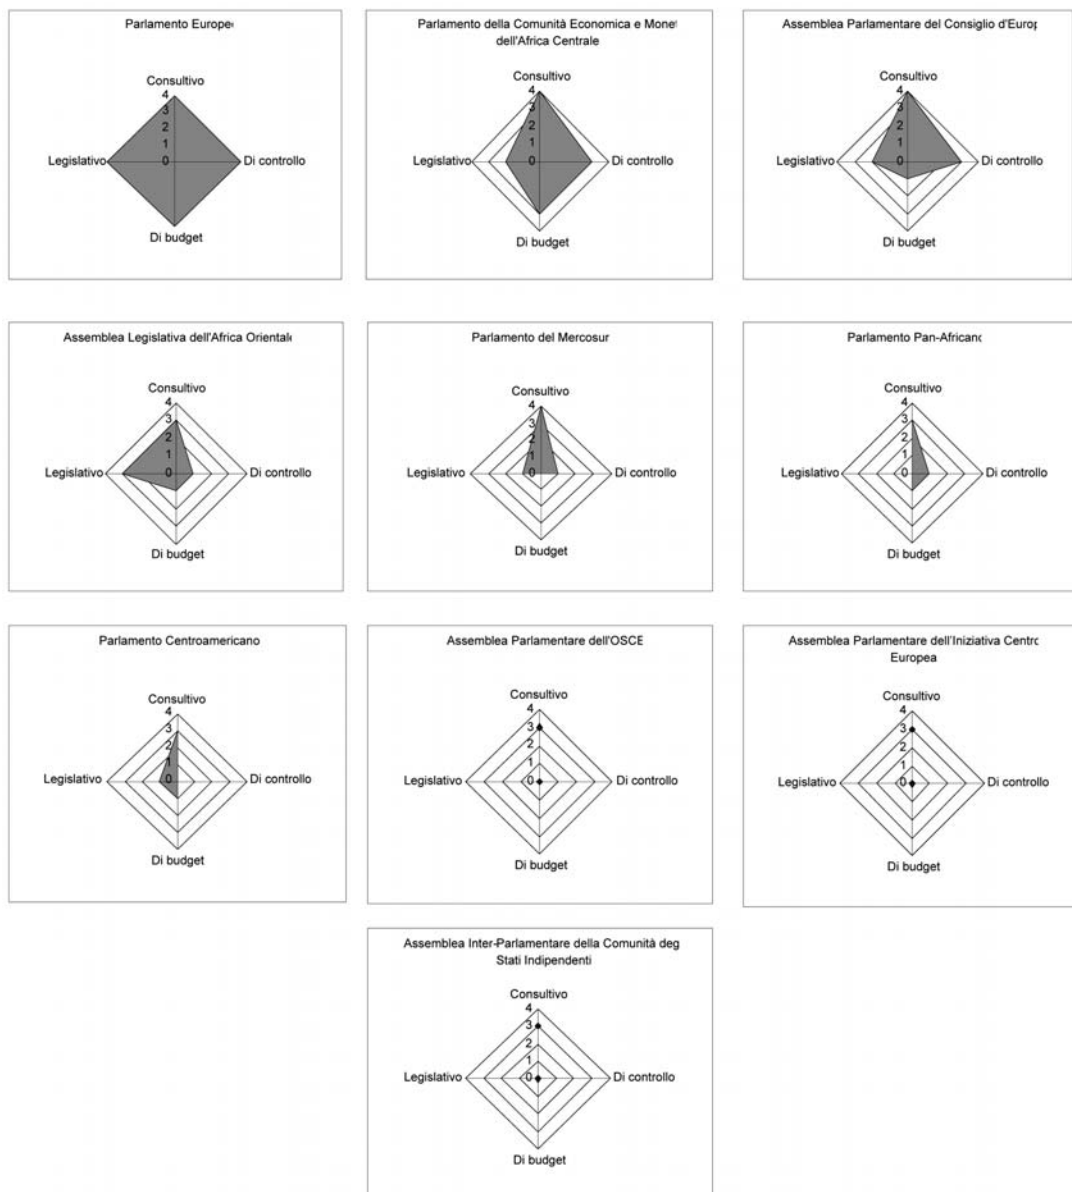 Parlamento Europe
Consultivo
4
3
2
1
0
Legislativo
Di controllo
Di budget
Parlamento della Comunità Economica e Monet
dell'Africa Centrale
Consultivo
4
3
2
1
0
Legislativo
Di controllo
Di budget
Assemblea Parlamentare del Consiglio d'Europ
Consultivo
4
3
2
1
0
Legislativo
Di controllo
Di budget
Assemblea Legislativa dell'Africa Orientale
Consultivo
4
3
2
1
0
Legislativo
Di controllo
Di budget
Parlamento del Mercosur
Consultivo
4
3
2
1
0
Legislativo
Di controllo
Di budget
Parlamento Pan-Africano
Consultivo
4
3
2
1
0
Legislativo
Di controllo
Di budget
Parlamento Centroamericano
Consultivo
4
3
2
1
0
Legislativo
Di controllo
Di budget
Assemblea Parlamentare dell'OSCE
Consultivo
4
3
2
1
0
Legislativo
Di controllo
Di budget
Assemblea Parlamentare dell'Iniziativa Centro
Europea
Consultivo
4
3
2
1
0
Legislativo
Di controllo
Di budget
Assemblea Inter-Parlamentare della Comunità deg
Stati Indipendenti
Consultivo
4
3
2
1
0
Legislativo
Di controllo
Di budget